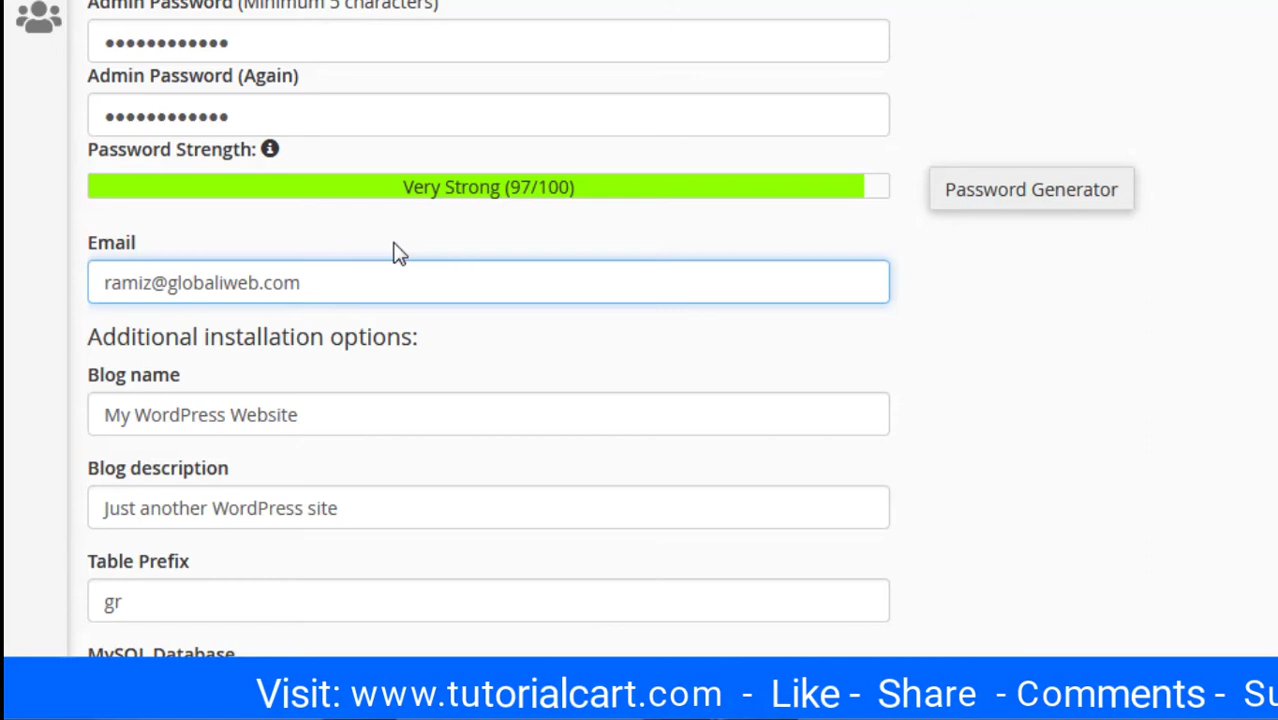 Admin Password (Minimum 5 characters)
••••••••••••
Admin Password (Again)
••••••••••••
Password Strength:
Very Strong (97/100)
Password Generator
Email
ramiz@globaliweb.com
Additional installation options:
Blog name
My WordPress Website
Blog description
Just another WordPress site
Table Prefix
gr
MySQL Database
Visit: www.tutorialcart.com - Like - Share - Comments - Su